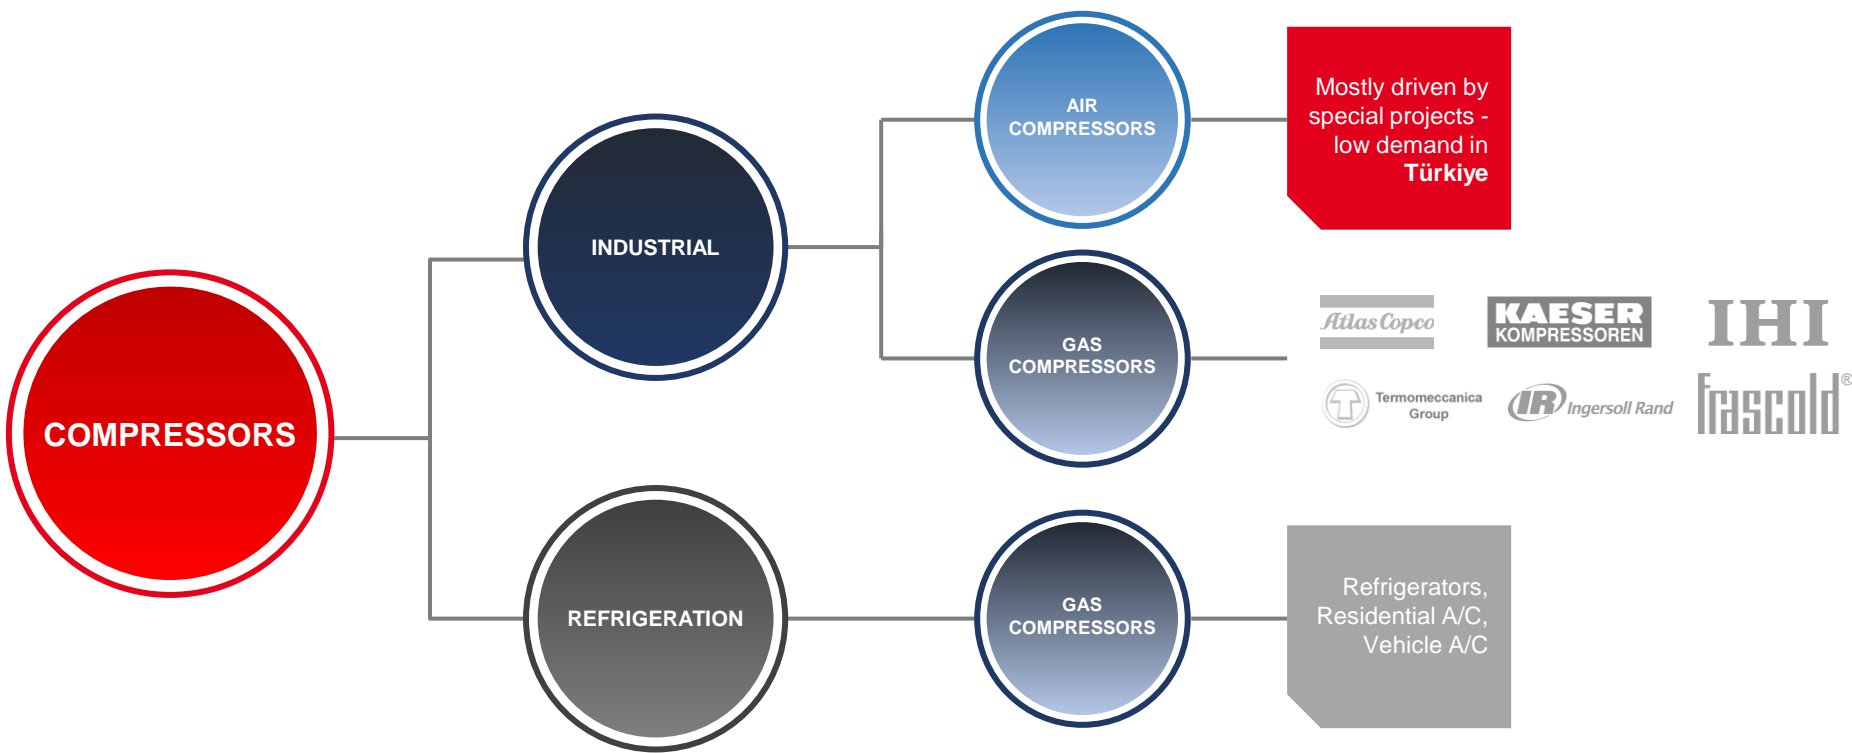 COMPRESSORS
INDUSTRIAL
REFRIGERATION
AIR
COMPRESSORS
GAS
COMPRESSORS
GAS
COMPRESSORS
Mostly driven by
special projects -
low demand in
Türkiye
Atlas Copco
KAESER
KOMPRESSOREN
IHI
Termomeccanica
Group
IR Ingersoll Rand
frascold®
Refrigerators,
Residential A/C,
Vehicle A/C